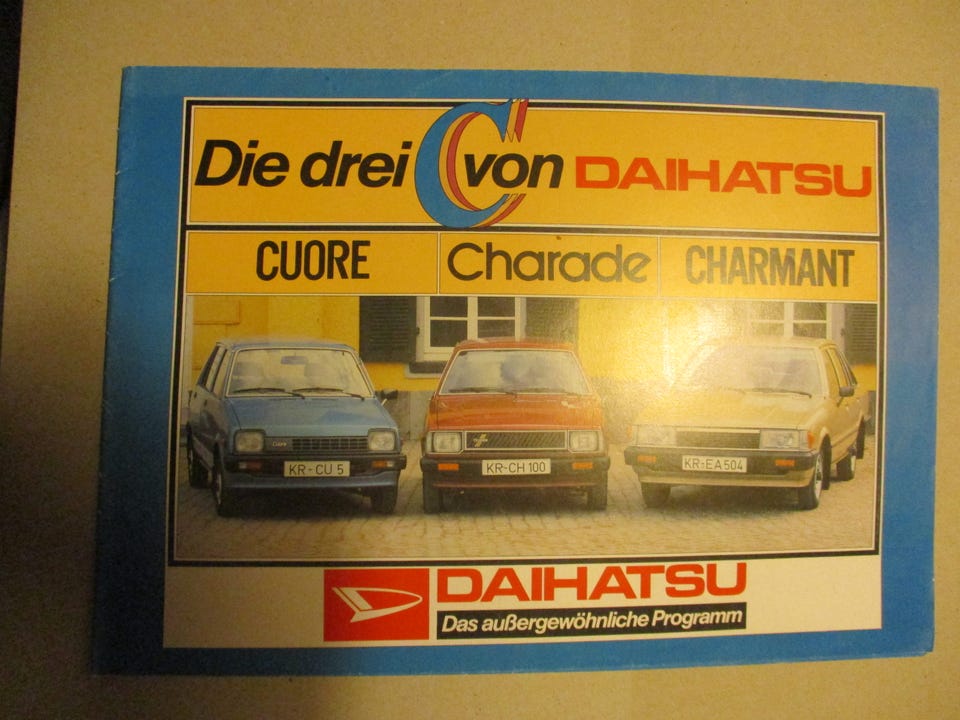 Die drei C von DAIHATSU
CUORE Charade CHARMANT
KR-CU 5 KR-CH 100 KR-EA 504
DAIHATSU
Das außergewöhnliche Programm